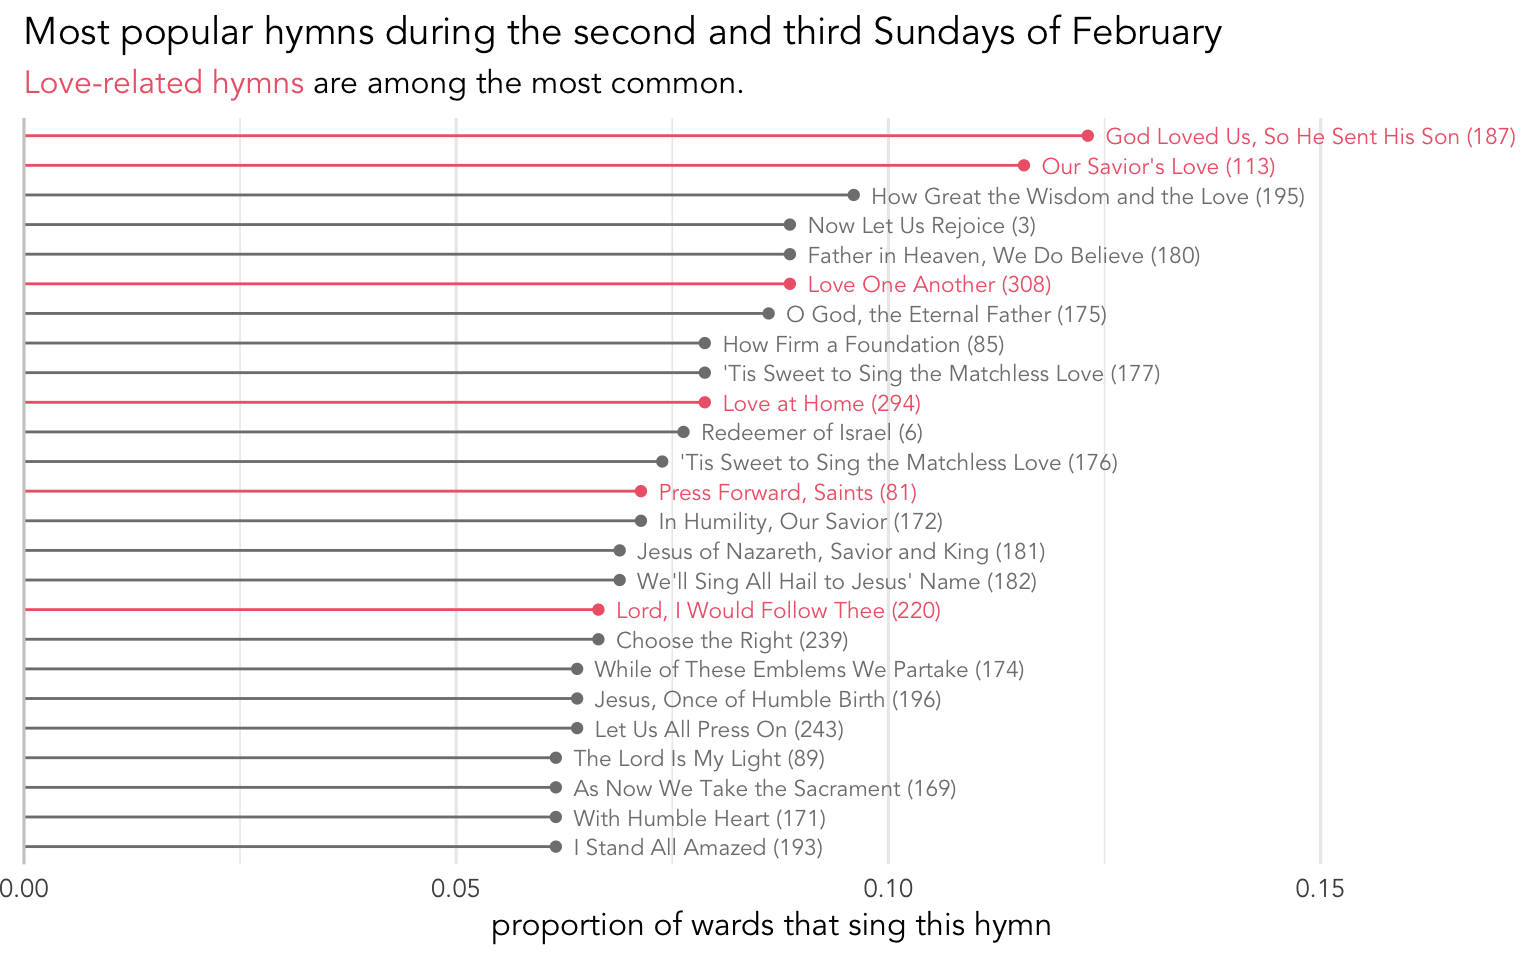 Most popular hymns during the second and third Sundays of February
Love-related hymns are among the most common.
God Loved Us, So He Sent His Son (187)
Our Savior's Love (113)
How Great the Wisdom and the Love (195)
Now Let Us Rejoice (3)
Father in Heaven, We Do Believe (180)
Love One Another (308)
O God, the Eternal Father (175)
How Firm a Foundation (85)
'Tis Sweet to Sing the Matchless Love (177)
Love at Home (294)
Redeemer of Israel (6)
'Tis Sweet to Sing the Matchless Love (176)
Press Forward, Saints (81)
In Humility, Our Savior (172)
Jesus of Nazareth, Savior and King (181)
We'll Sing All Hail to Jesus' Name (182)
Lord, I Would Follow Thee (220)
Choose the Right (239)
While of These Emblems We Partake (174)
Jesus, Once of Humble Birth (196)
Let Us All Press On (243)
The Lord Is My Light (89)
As Now We Take the Sacrament (169)
With Humble Heart (171)
I Stand All Amazed (193)
0.00 0.05 0.10 0.15
proportion of wards that sing this hymn